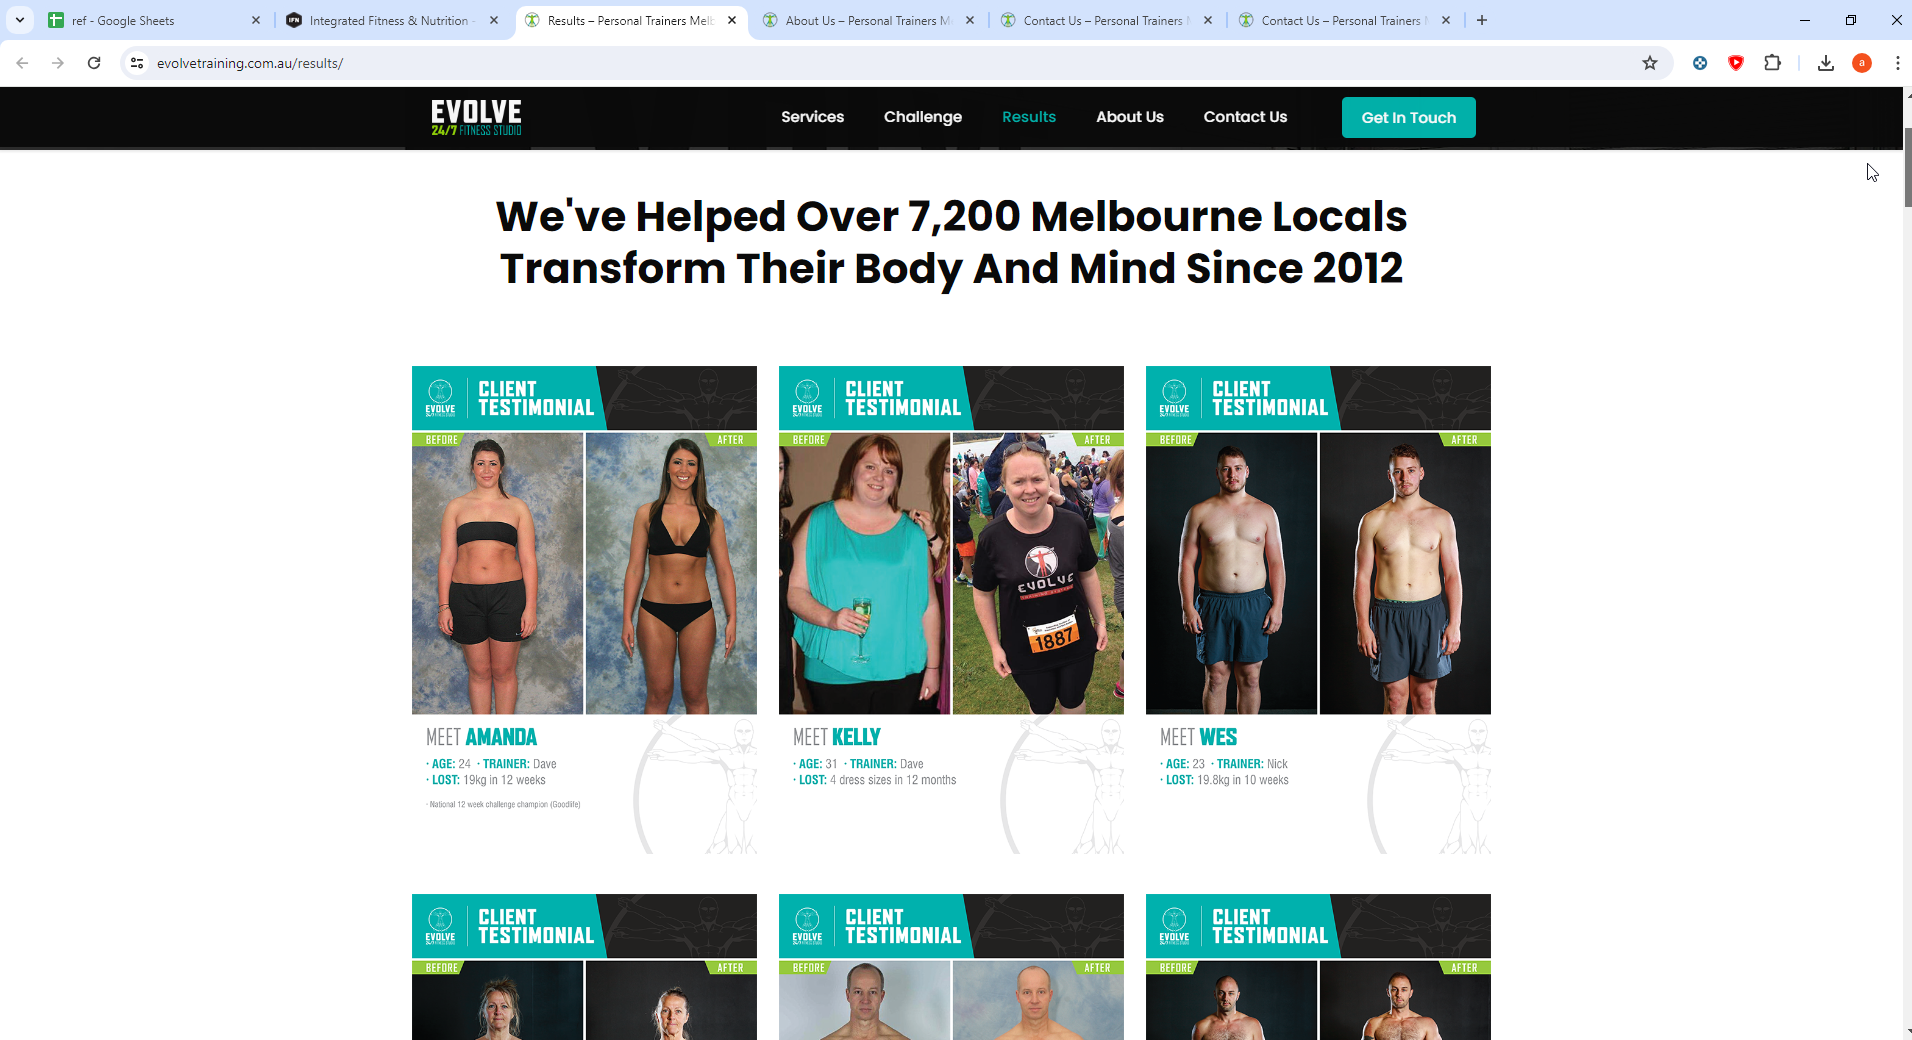 ref - Google Sheets
Integrated Fitness & Nutrition -
Results – Personal Trainers Melb
About Us – Personal Trainers M
Contact Us – Personal Trainers
Contact Us – Personal Trainers
evolvetraining.com.au/results/
a
EVOLVE
24/7 FITNESS STUDIO
Services
Challenge
Results
About Us
Contact Us
Get In Touch
We've Helped Over 7,200 Melbourne Locals
Transform Their Body And Mind Since 2012
EVOLVE
CLIENT
TESTIMONIAL
BEFORE
AFTER
MEET AMANDA
· AGE: 24 · TRAINER: Dave
· LOST: 19kg in 12 weeks
· National 12 week challenge champion (Goodlife)
EVOLVE
CLIENT
TESTIMONIAL
BEFORE
AFTER
EVOLVE
1887
MEET KELLY
· AGE: 31 · TRAINER: Dave
· LOST: 4 dress sizes in 12 months
EVOLVE
CLIENT
TESTIMONIAL
BEFORE
AFTER
MEET WES
· AGE: 23 · TRAINER: Nick
· LOST: 19.8kg in 10 weeks
EVOLVE
CLIENT
TESTIMONIAL
BEFORE
AFTER
EVOLVE
CLIENT
TESTIMONIAL
BEFORE
AFTER
EVOLVE
CLIENT
TESTIMONIAL
BEFORE
AFTER